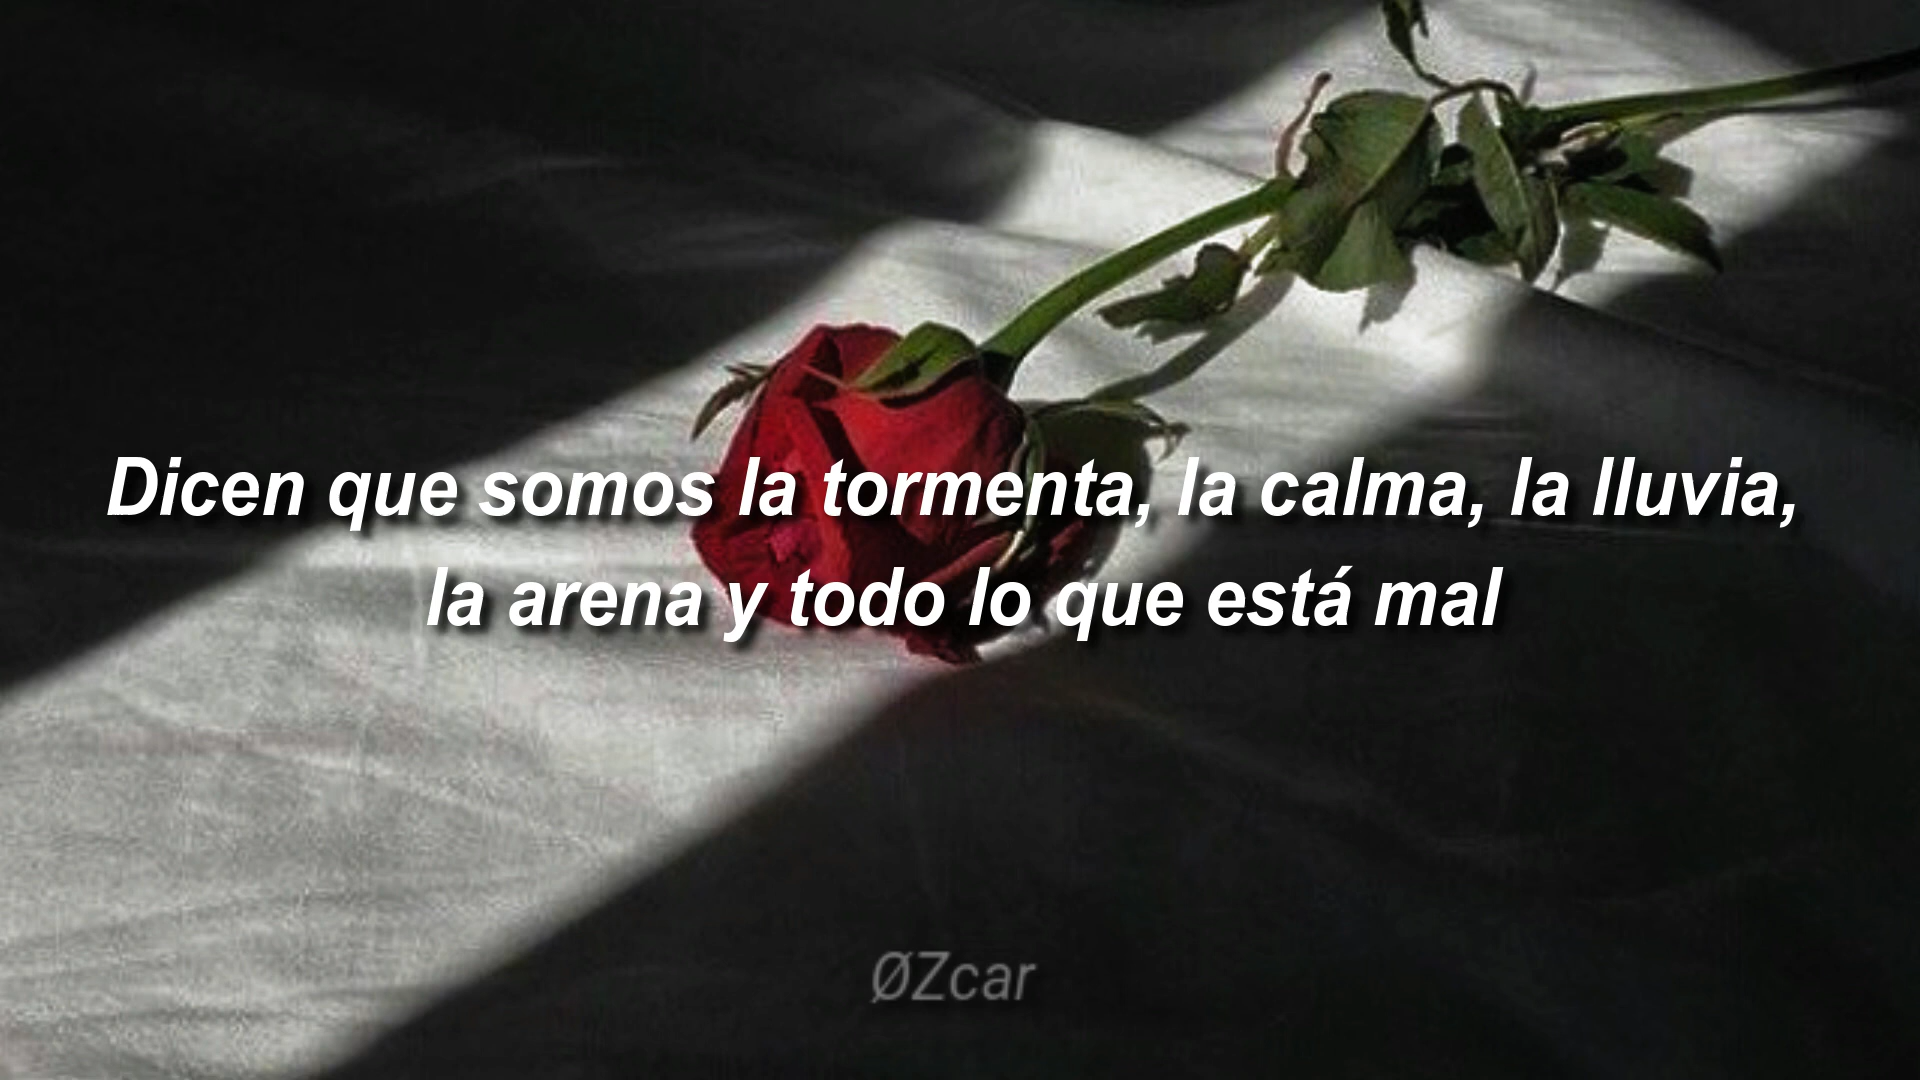 Dicen que somos la tormenta, la calma, la lluvia,
la arena y todo lo que está mal
ØZcar